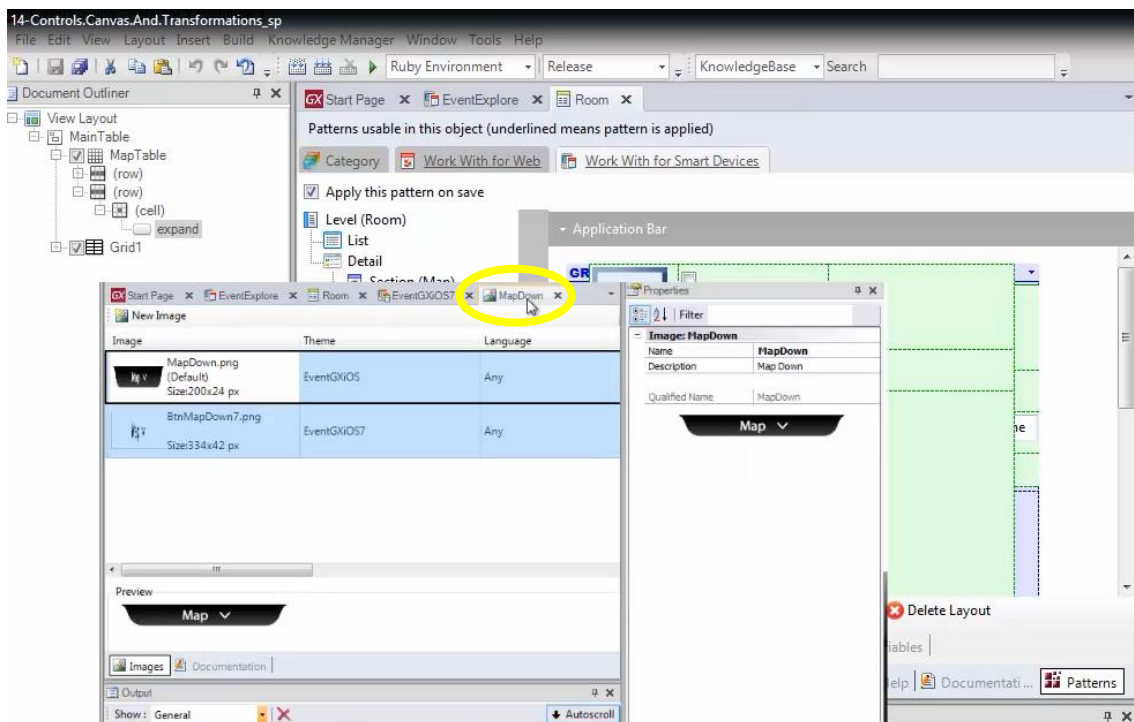 14-Controls.Canvas.And.Transformations_sp
File Edit View Layout Insert Build Knowledge Manager Window Tools Help
Ruby Environment Release KnowledgeBase Search
Document Outliner
Start Page EventExplore Room
View Layout
MainTable
MapTable
(row)
(row)
(cell)
expand
Grid1
Patterns usable in this object (underlined means pattern is applied)
Category Work With for Web Work With for Smart Devices
Apply this pattern on save
Level (Room)
List
Detail
Section (Map)
Application Bar
GR
Start Page EventExplore Room EventGXiOS7 MapDown
New Image
Image Theme Language
MapDown.png
(Default)
Size:200x24 px
EventGXiOS Any
BtnMapDown7.png
Size:334x42 px
EventGXiOS7 Any
Preview
Map
Images Documentation
Output
Show: General Autoscroll
Properties
Filter
Image: MapDown
Name MapDown
Description Map Down
Qualified Name MapDown
Map
Delete Layout
Documentati ... Patterns